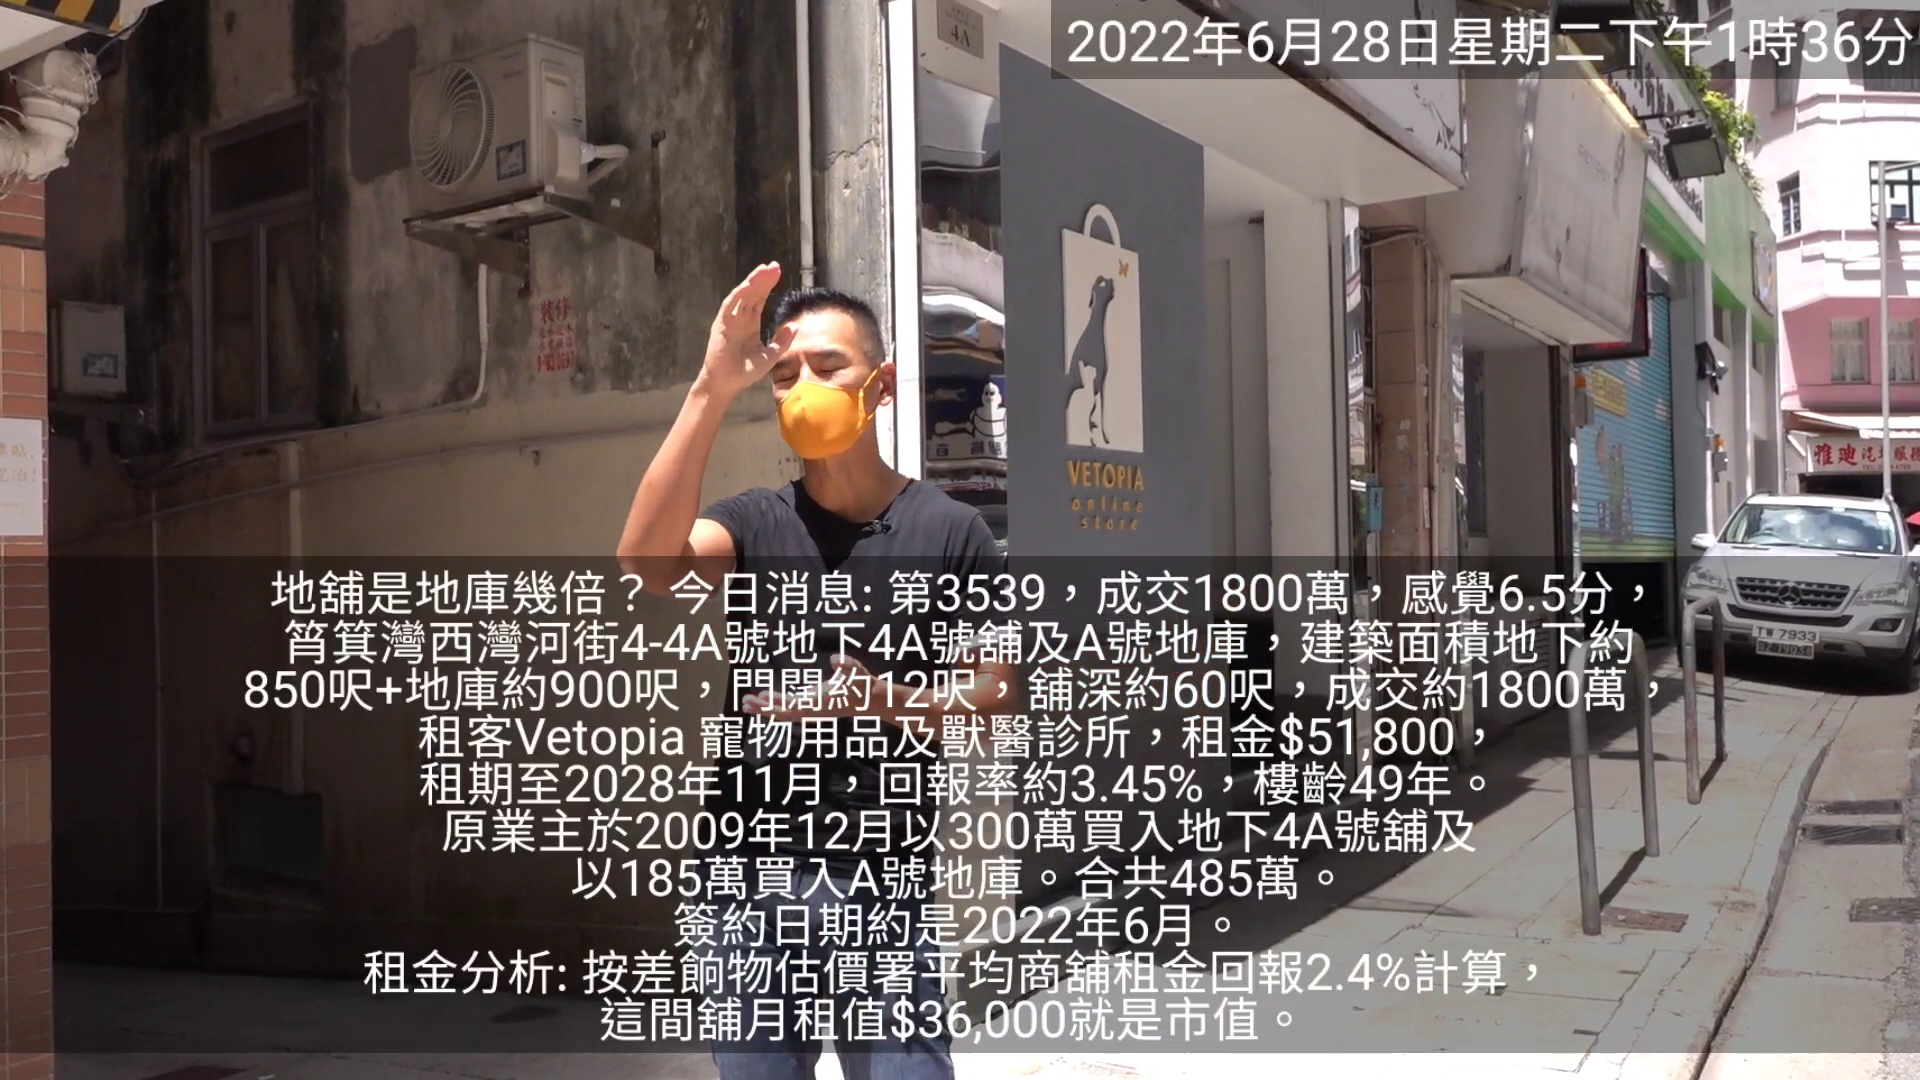 2022年6月28日星期二下午1時36分
4A
裝修
VETOPIA
online
store
雅迪汽車服務
TW 7933
地舖是地庫幾倍？ 今日消息: 第3539，成交1800萬，感覺6.5分，
筲箕灣西灣河街4-4A號地下4A號舖及A號地庫，建築面積地下約
850呎+地庫約900呎，門闊約12呎，舖深約60呎，成交約1800萬，
租客Vetopia 寵物用品及獸醫診所，租金$51,800，
租期至2028年11月，回報率約3.45%，樓齡49年。
原業主於2009年12月以300萬買入地下4A號舖及
以185萬買入A號地庫。合共485萬。
簽約日期約是2022年6月。
租金分析: 按差餉物估價署平均商舖租金回報2.4%計算，
這間舖月租值$36,000就是市值。